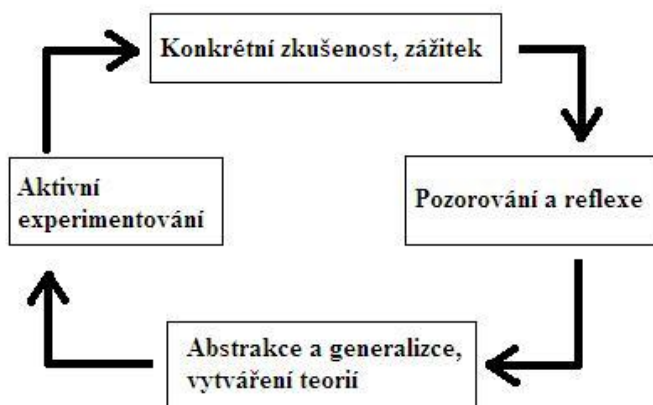 Konkrétní zkušenost, zážitek
Pozorování a reflexe
Abstrakce a generalizce,
vytváření teorií
Aktivní
experimentování